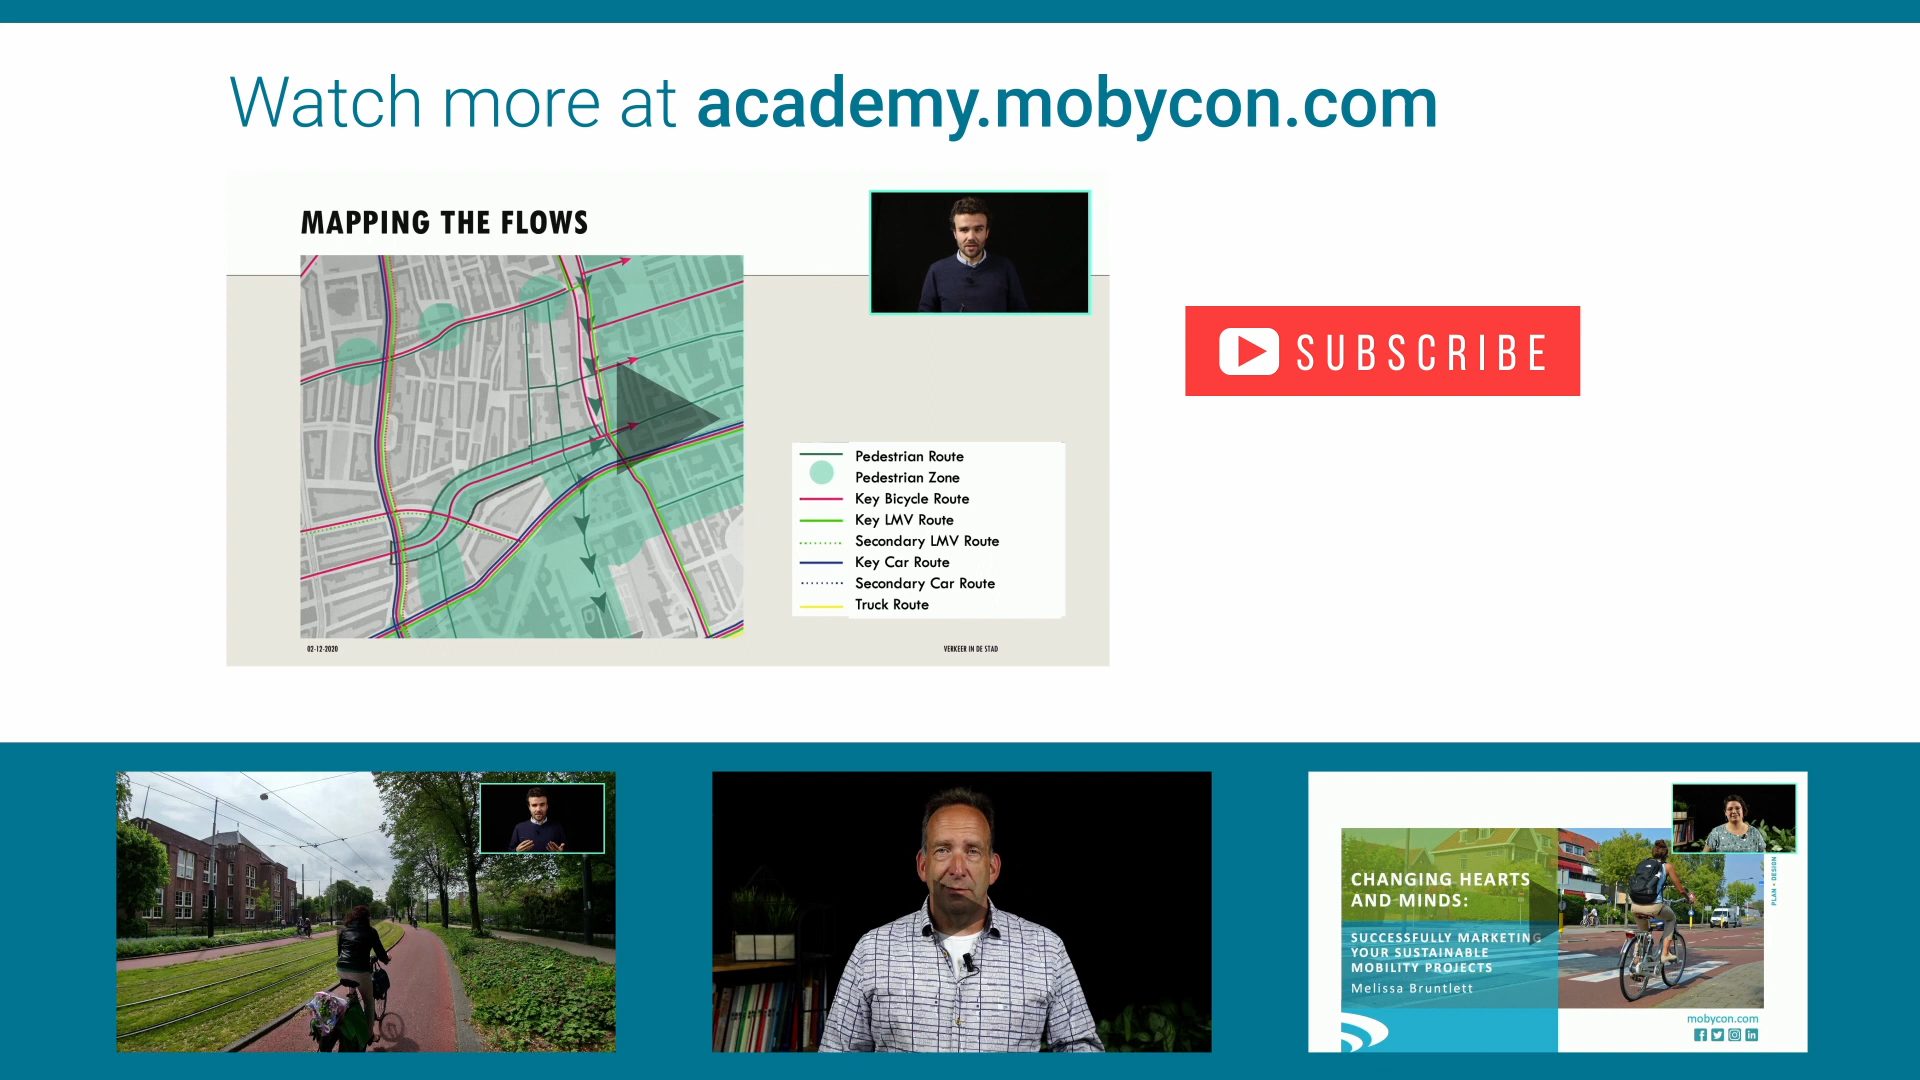 Watch more at academy.mobycon.com
MAPPING THE FLOWS
Pedestrian Route
Pedestrian Zone
Key Bicycle Route
Key LMV Route
Secondary LMV Route
Key Car Route
Secondary Car Route
Truck Route
02-12-2020
VERKEER IN DE STAD
SUBSCRIBE
CHANGING HEARTS
AND MINDS:
SUCCESSFULLY MARKETING
YOUR SUSTAINABLE
MOBILITY PROJECTS
Melissa Bruntlett
PLAN • DESIGN
mobycon.com